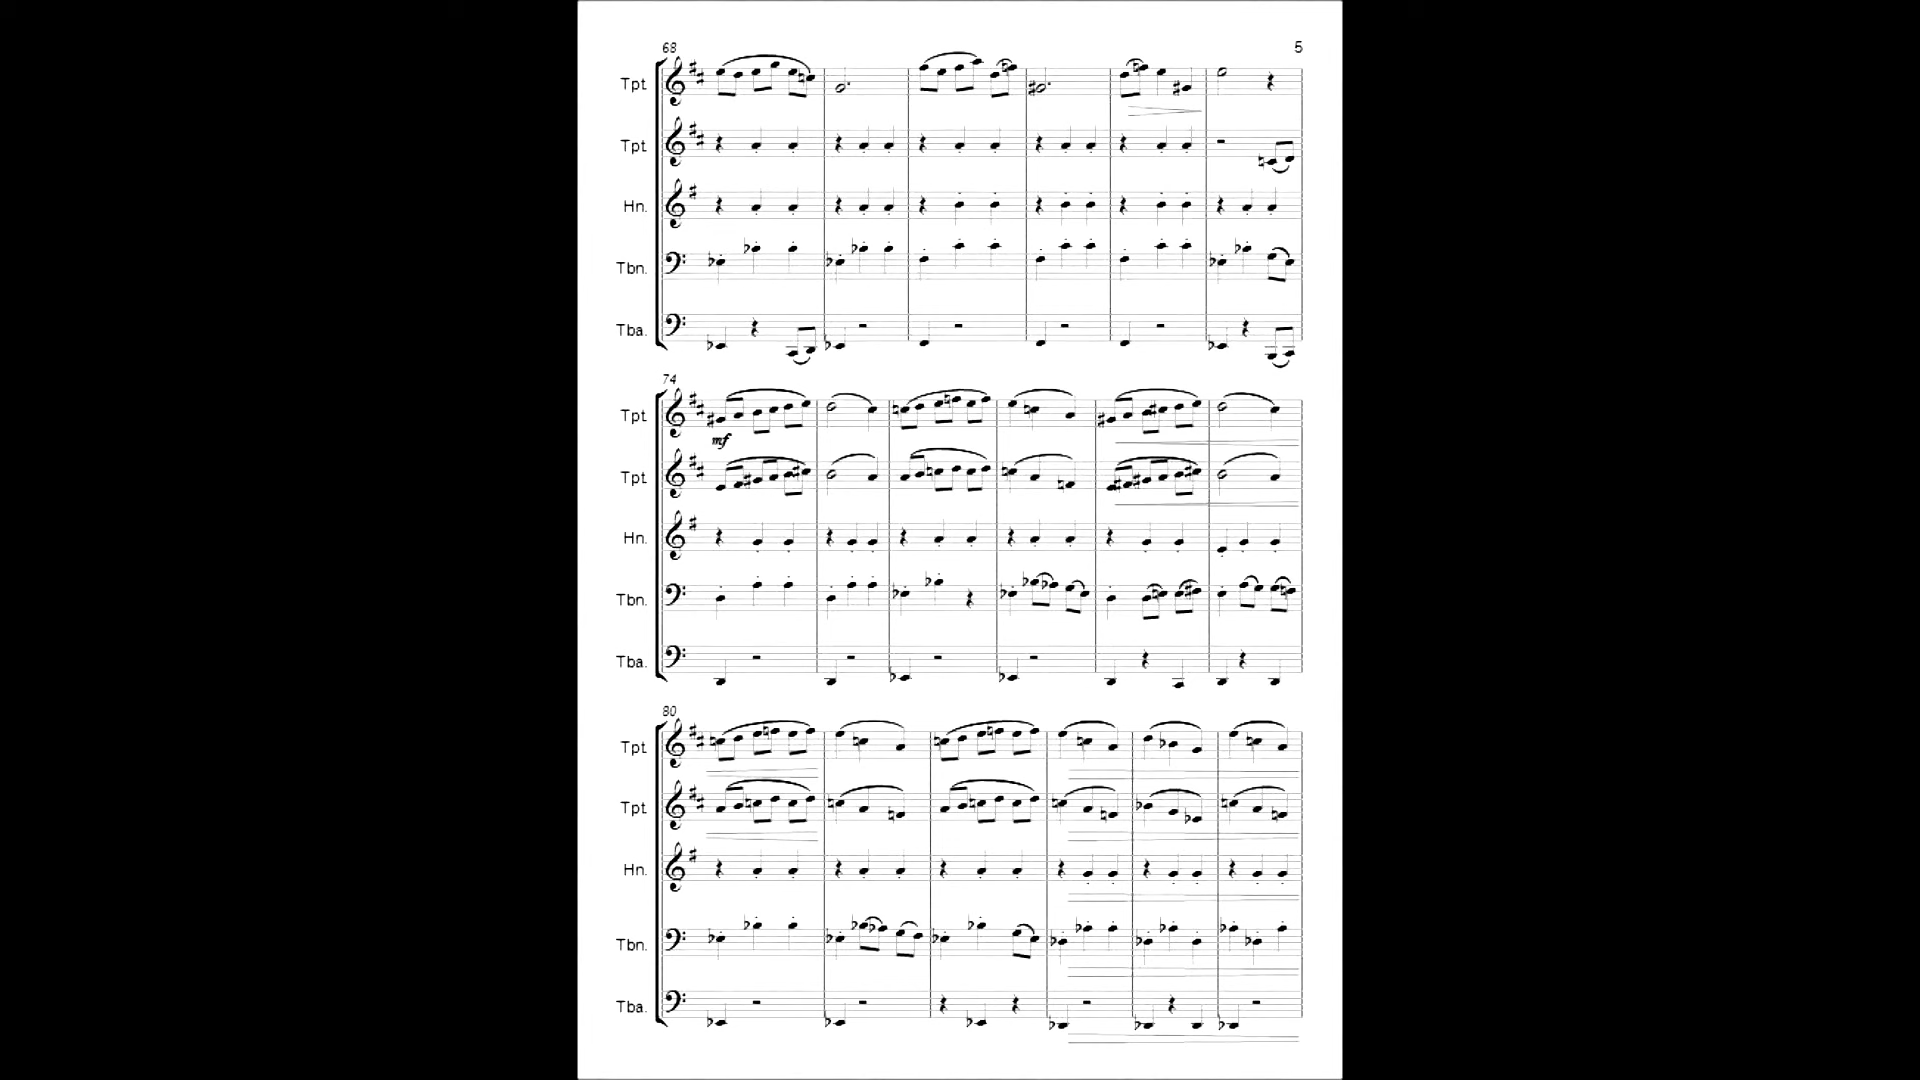 68 5
Tpt
Tpt
Hn.
Tbn.
Tba.
74
Tpt
mf
Tpt
Hn.
Tbn.
Tba.
80
Tpt
Tpt
Hn.
Tbn.
Tba.